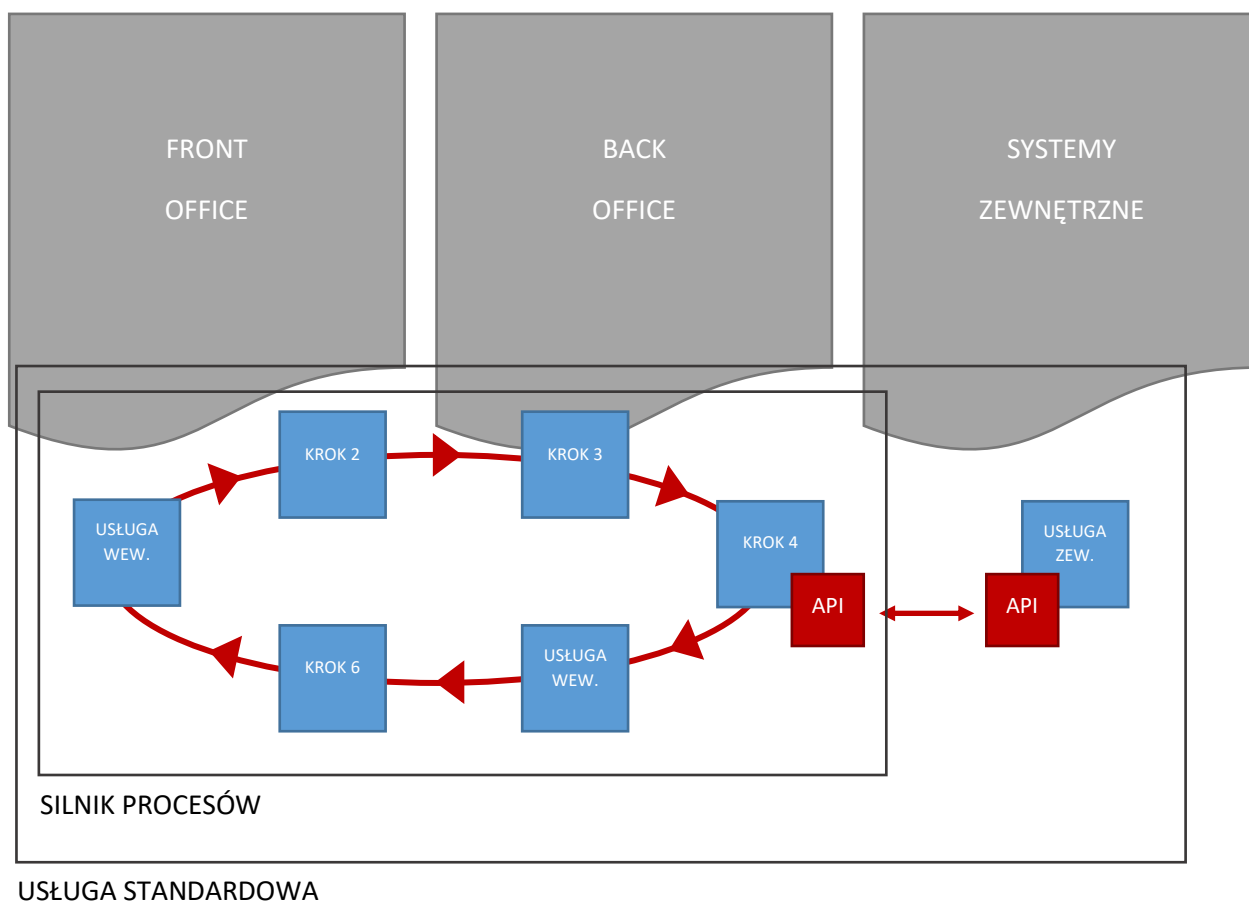 FRONT
OFFICE
BACK
OFFICE
SYSTEMY
ZEWNĘTRZNE
KROK 2
KROK 3
USŁUGA
WEW.
KROK 4
USŁUGA
ZEW.
API
API
KROK 6
USŁUGA
WEW.
SILNIK PROCESÓW
USŁUGA STANDARDOWA